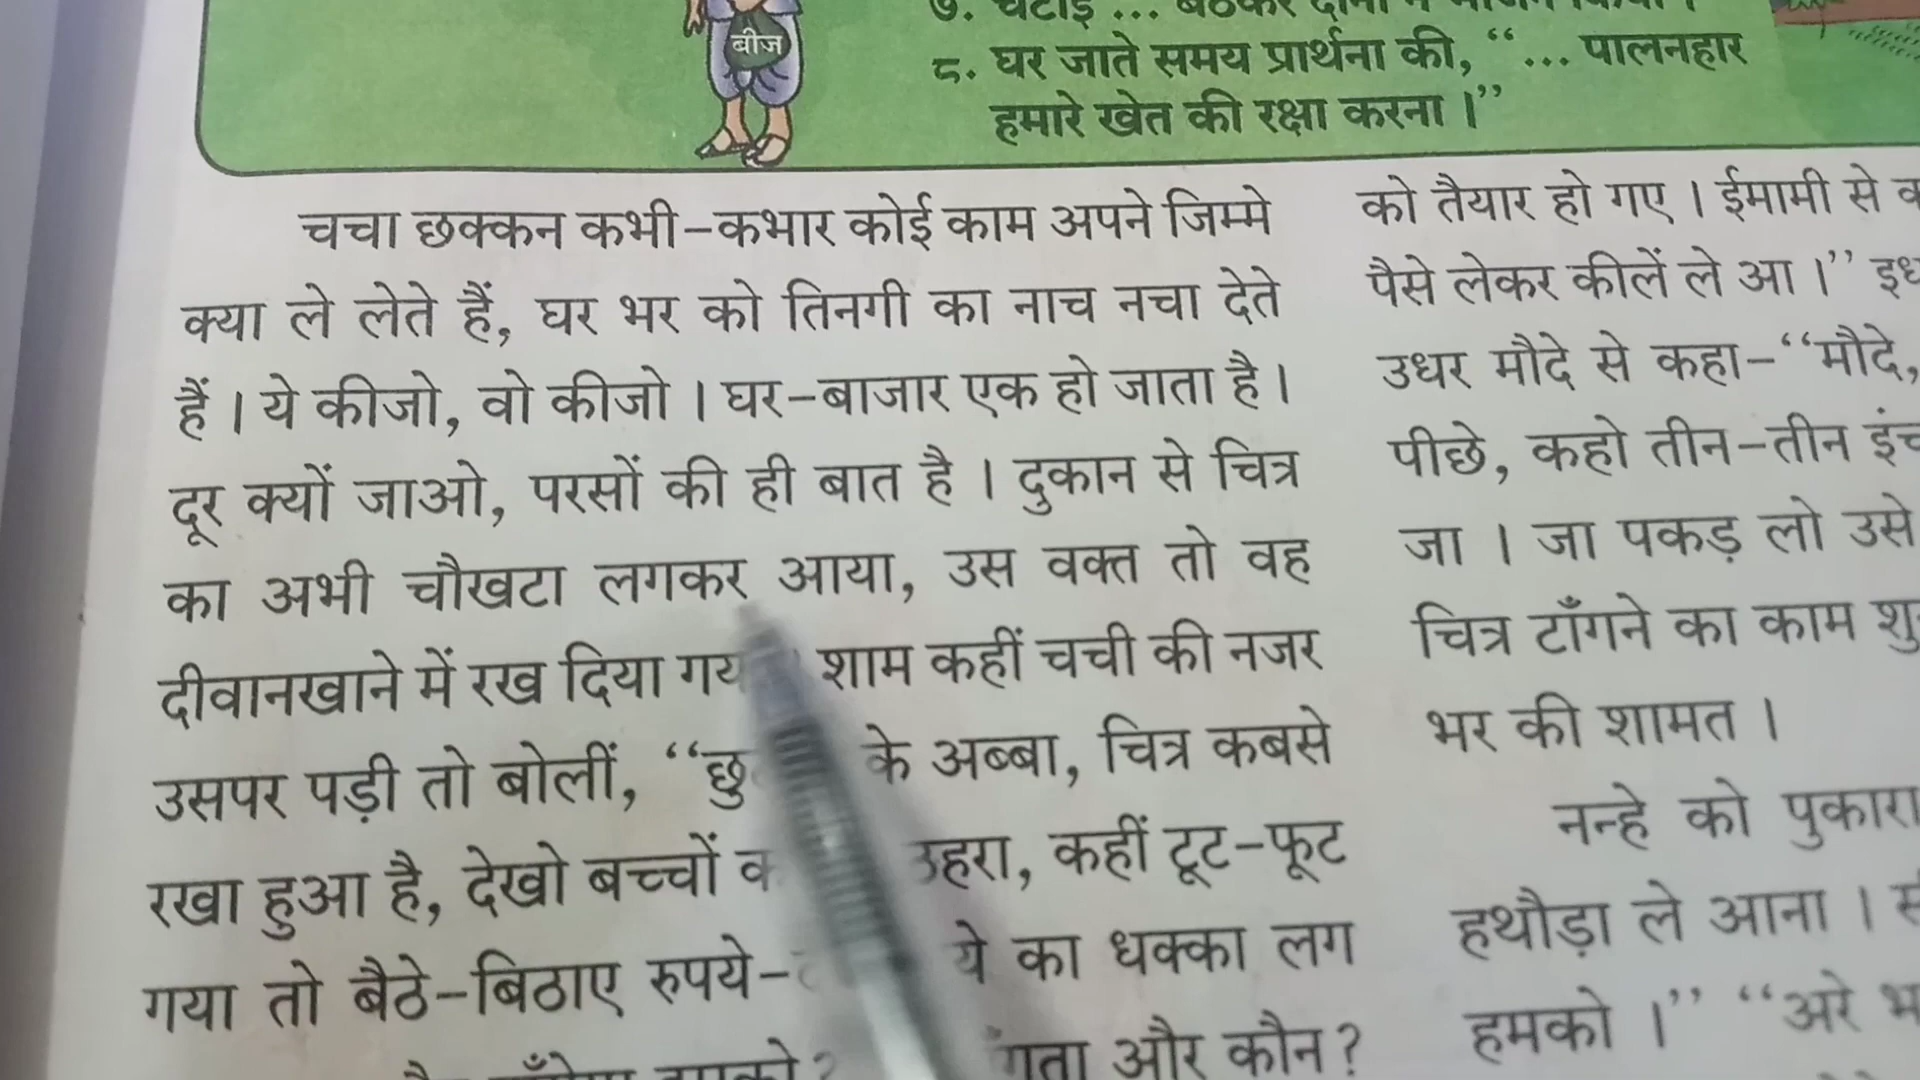 बीज
८. घर जाते समय प्रार्थना की, “... पालनहार
हमारे खेत की रक्षा करना ।”
चचा छक्कन कभी-कभार कोई काम अपने जिम्मे
क्या ले लेते हैं, घर भर को तिनगी का नाच नचा देते
हैं । ये कीजो, वो कीजो । घर-बाजार एक हो जाता है ।
दूर क्यों जाओ, परसों की ही बात है । दुकान से चित्र
का अभी चौखटा लगकर आया, उस वक्त तो वह
दीवानखाने में रख दिया शाम कहीं चची की नजर
उसपर पड़ी तो बोलीं, “छु के अब्बा, चित्र कबसे
रखा हुआ है, देखो बच्चों कहीं टूट-फूट
गया तो बैठे-बिठाए रुपये- का धक्का लग
और कौन ?
को तैयार हो गए । ईमामी से
पैसे लेकर कीलें ले आ ।”
उधर मौदे से कहा-“मौदे,
पीछे, कहो तीन-तीन
जा । जा पकड़ लो उसे
चित्र टाँगने का काम
भर की शामत ।
नन्हे को पुकारा
हथौड़ा ले आना ।
हमको ।” “अरे